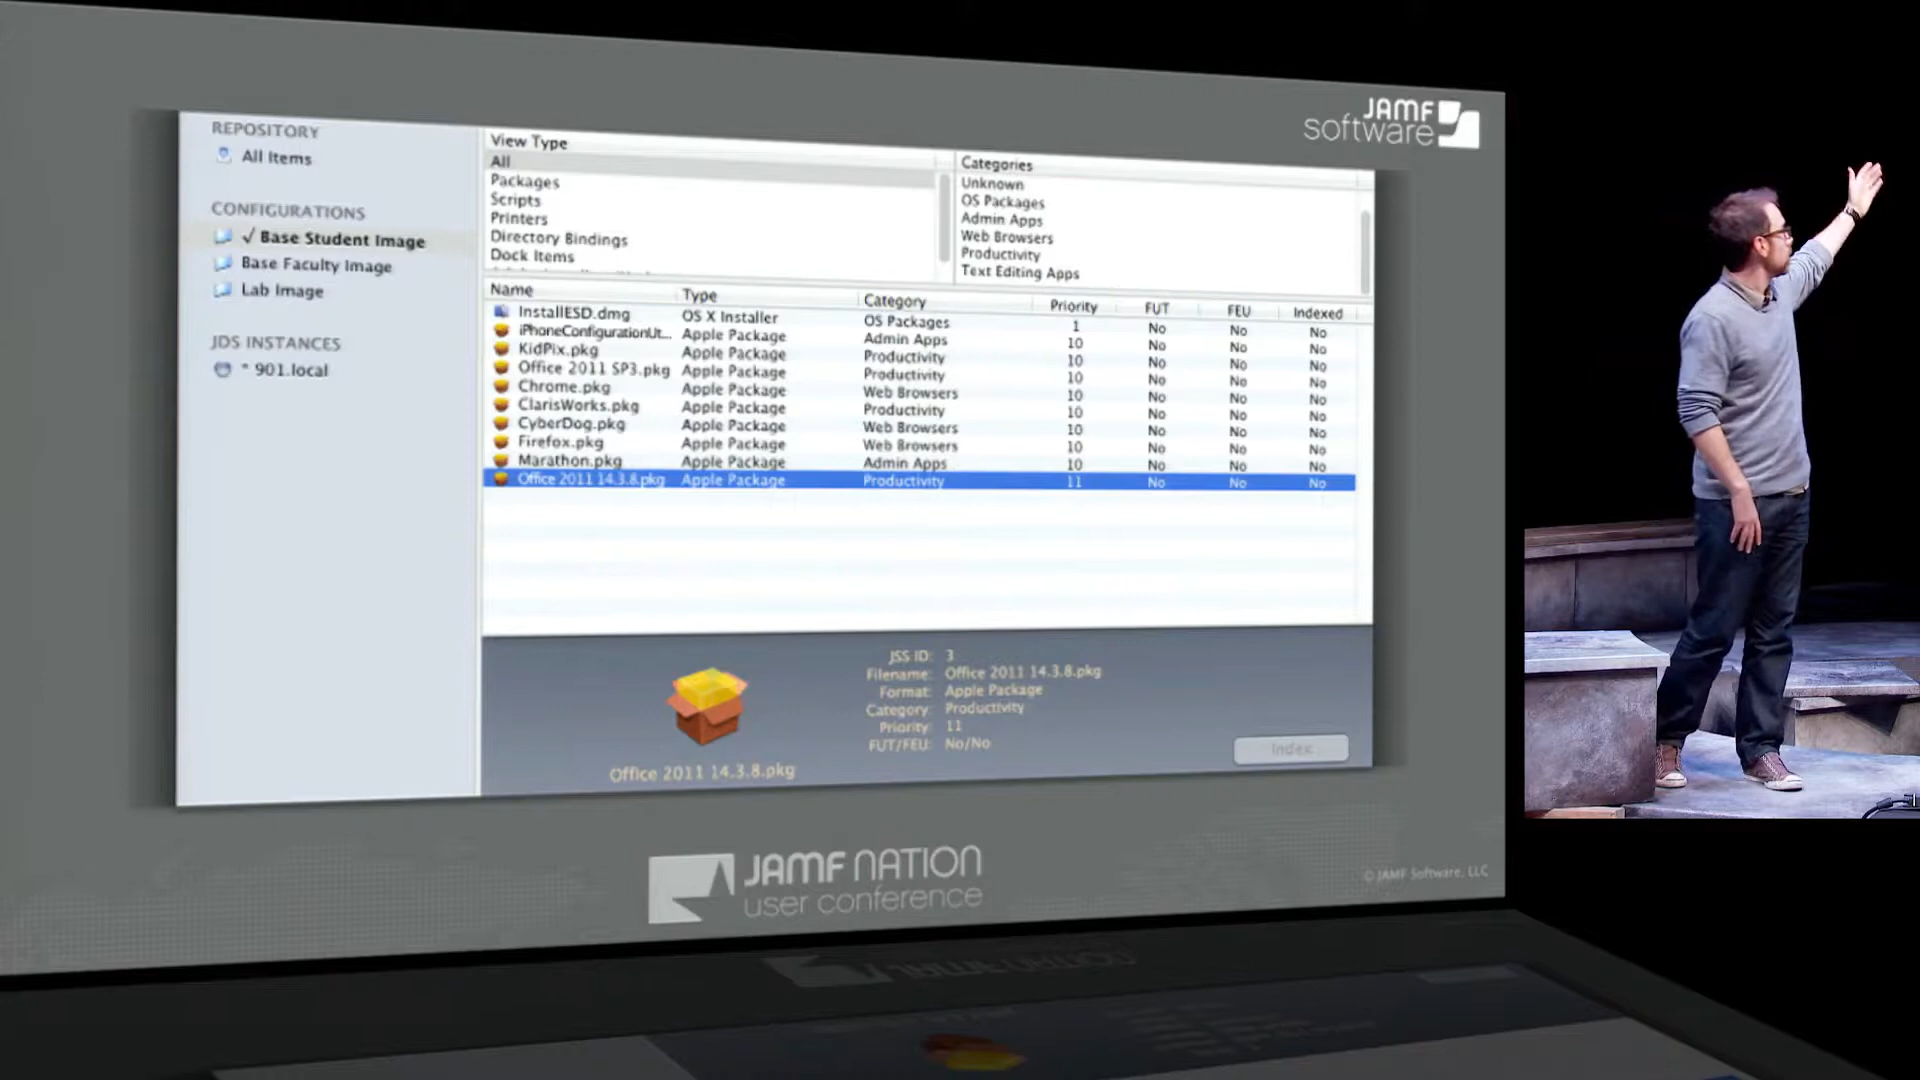 JAMF
software
REPOSITORY
All Items
CONFIGURATIONS
✓ Base Student Image
Base Faculty Image
Lab Image
JDS INSTANCES
* 901.local
View Type
All
Packages
Scripts
Printers
Directory Bindings
Dock Items
Categories
Unknown
OS Packages
Admin Apps
Web Browsers
Productivity
Text Editing Apps
Name Type Category Priority FUT FEU Indexed
InstallESD.dmg OS X Installer OS Packages 1 No No No
iPhoneConfigurationUt... Apple Package Admin Apps 10 No No No
KidPix.pkg Apple Package Productivity 10 No No No
Office 2011 SP3.pkg Apple Package Productivity 10 No No No
Chrome.pkg Apple Package Web Browsers 10 No No No
ClarisWorks.pkg Apple Package Productivity 10 No No No
CyberDog.pkg Apple Package Web Browsers 10 No No No
Firefox.pkg Apple Package Web Browsers 10 No No No
Marathon.pkg Apple Package Admin Apps 10 No No No
Office 2011 14.3.8.pkg Apple Package Productivity 11 No No No
Office 2011 14.3.8.pkg
JSS ID: 3
Filename: Office 2011 14.3.8.pkg
Format: Apple Package
Category: Productivity
Priority: 11
FUT/FEU: No/No
Index
JAMF NATION
user conference
© JAMF Software, LLC